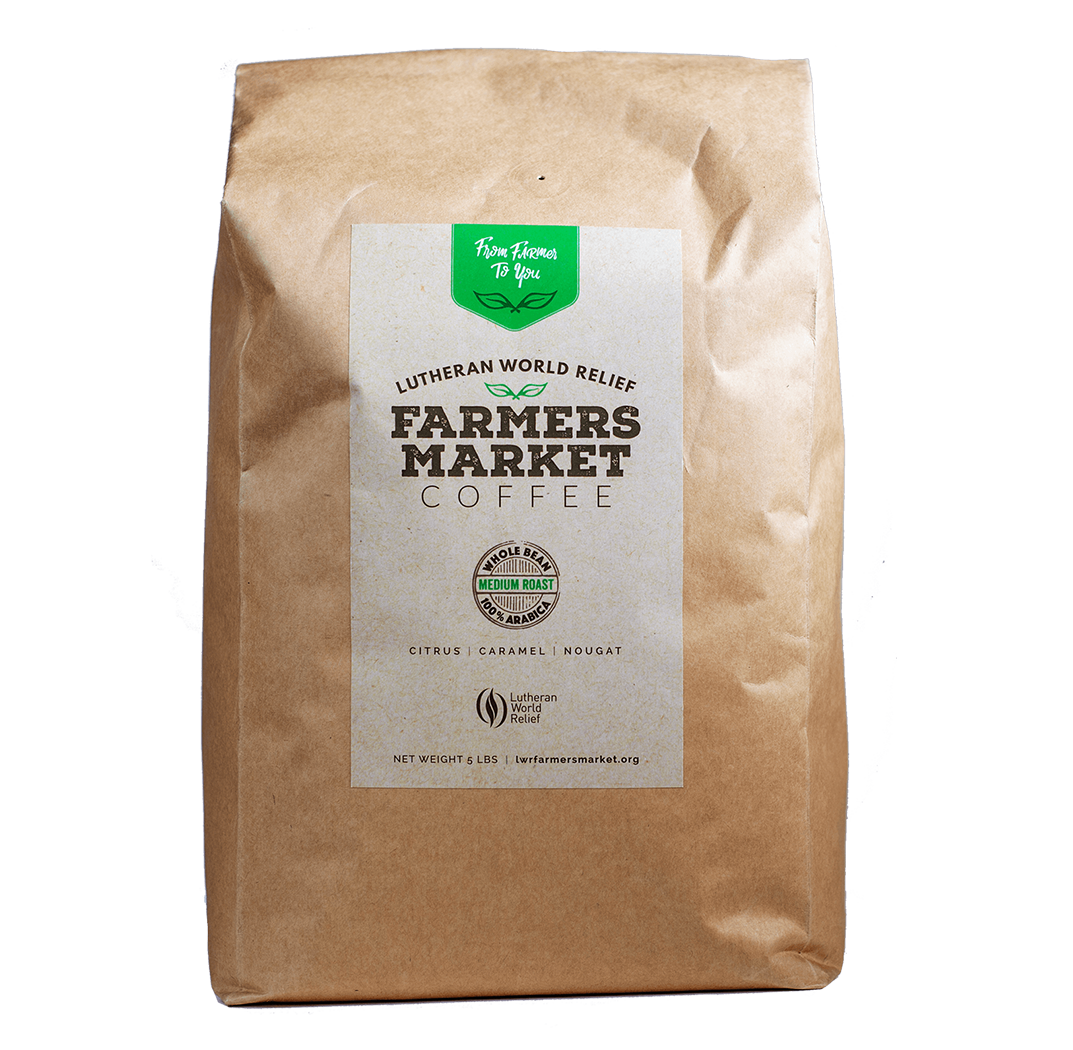 From Farmer
To You
LUTHERAN WORLD RELIEF
FARMERS
MARKET
COFFEE
WHOLE BEAN
MEDIUM ROAST
100% ARABICA
CITRUS | CARAMEL | NOUGAT
Lutheran
World
Relief
NET WEIGHT 5 LBS | lwrfarmersmarket.org